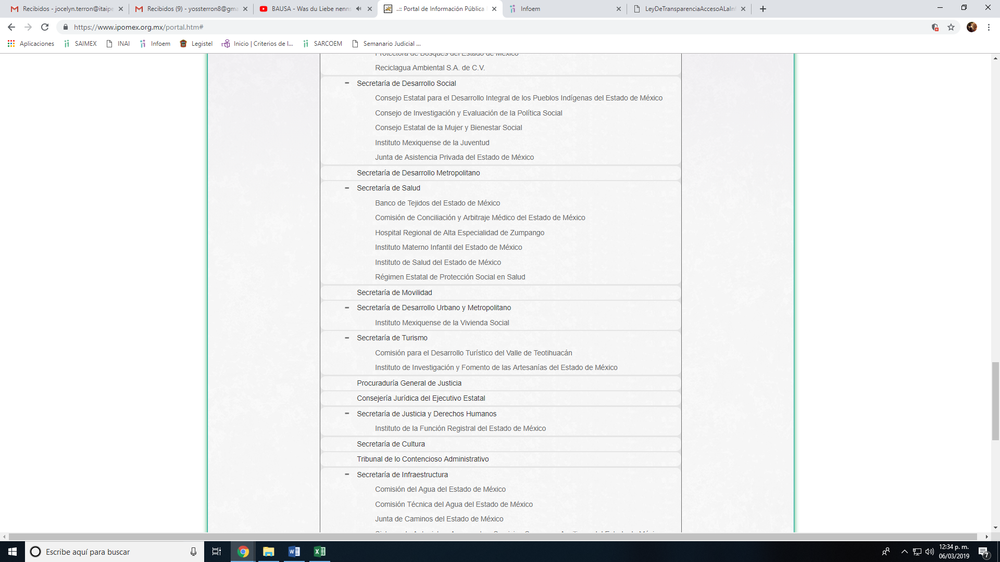 Recibidos - jocelyn.terron@itaipe
Recibidos (9) - yossterron8@gma
BAUSA - Was du Liebe nenns
..:: Portal de Información Pública
Infoem
LeyDeTransparenciaAccesoALaInf
https://www.ipomex.org.mx/portal.htm#
Aplicaciones
SAIMEX
INAI
Infoem
Legistel
Inicio | Criterios de I...
SARCOEM
Semanario Judicial ...
Protectora de Bosques del Estado de México
Reciclagua Ambiental S.A. de C.V.
Secretaría de Desarrollo Social
Consejo Estatal para el Desarrollo Integral de los Pueblos Indígenas del Estado de México
Consejo de Investigación y Evaluación de la Política Social
Consejo Estatal de la Mujer y Bienestar Social
Instituto Mexiquense de la Juventud
Junta de Asistencia Privada del Estado de México
Secretaría de Desarrollo Metropolitano
Secretaría de Salud
Banco de Tejidos del Estado de México
Comisión de Conciliación y Arbitraje Médico del Estado de México
Hospital Regional de Alta Especialidad de Zumpango
Instituto Materno Infantil del Estado de México
Instituto de Salud del Estado de México
Régimen Estatal de Protección Social en Salud
Secretaría de Movilidad
Secretaría de Desarrollo Urbano y Metropolitano
Instituto Mexiquense de la Vivienda Social
Secretaría de Turismo
Comisión para el Desarrollo Turístico del Valle de Teotihuacán
Instituto de Investigación y Fomento de las Artesanías del Estado de México
Procuraduría General de Justicia
Consejería Jurídica del Ejecutivo Estatal
Secretaría de Justicia y Derechos Humanos
Instituto de la Función Registral del Estado de México
Secretaría de Cultura
Tribunal de lo Contencioso Administrativo
Secretaría de Infraestructura
Comisión del Agua del Estado de México
Comisión Técnica del Agua del Estado de México
Junta de Caminos del Estado de México
Escribe aquí para buscar
12:34 p. m.
06/03/2019
7